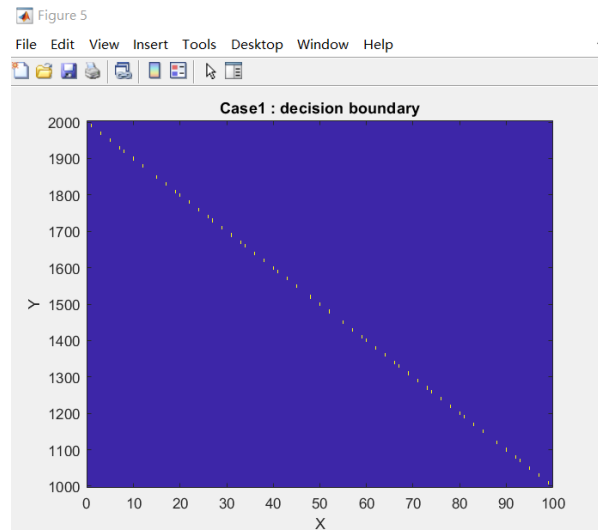 Figure 5
File Edit View Insert Tools Desktop Window Help
Case1 : decision boundary
2000
1900
1800
1700
1600
Y
1500
1400
1300
1200
1100
1000
0 10 20 30 40 50 60 70 80 90 100
X